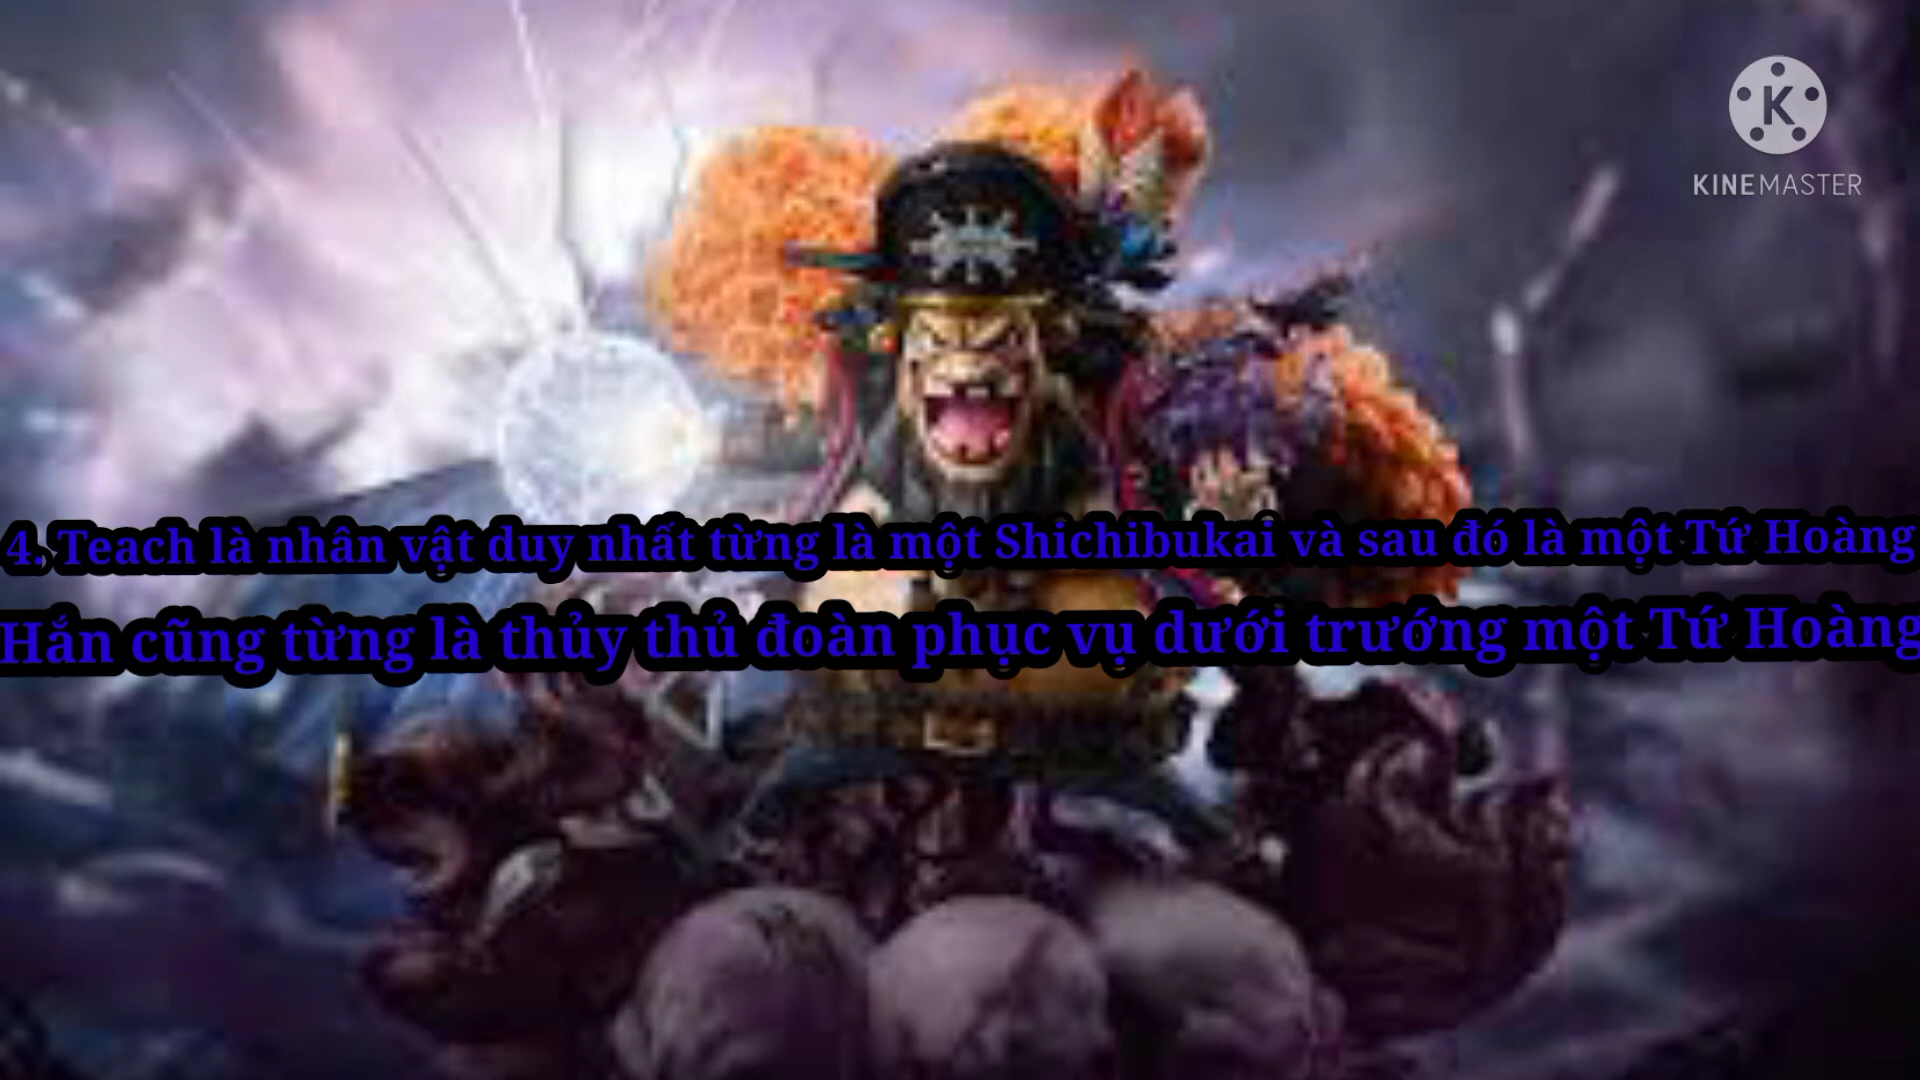 KINEMASTER
4. Teach là nhân vật duy nhất từng là một Shichibukai và sau đó là một Tứ Hoàng
Hắn cũng từng là thủy thủ đoàn phục vụ dưới trướng một Tứ Hoàng